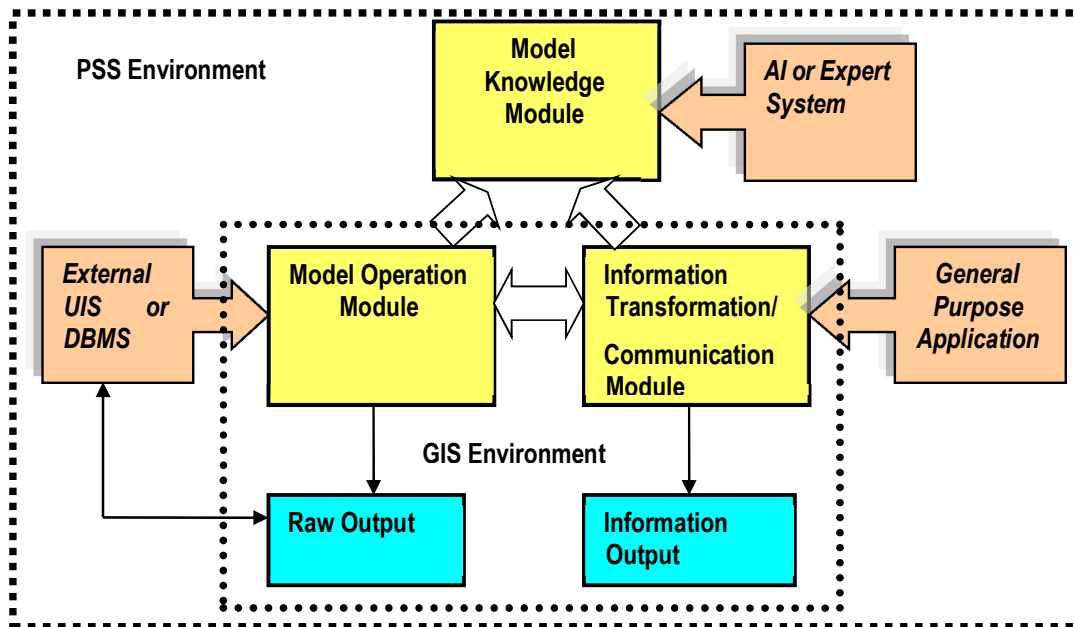 PSS Environment
Model
Knowledge
Module
AI or Expert
System
External
UIS or
DBMS
Model Operation
Module
Information
Transformation/
Communication
Module
General
Purpose
Application
GIS Environment
Raw Output
Information
Output